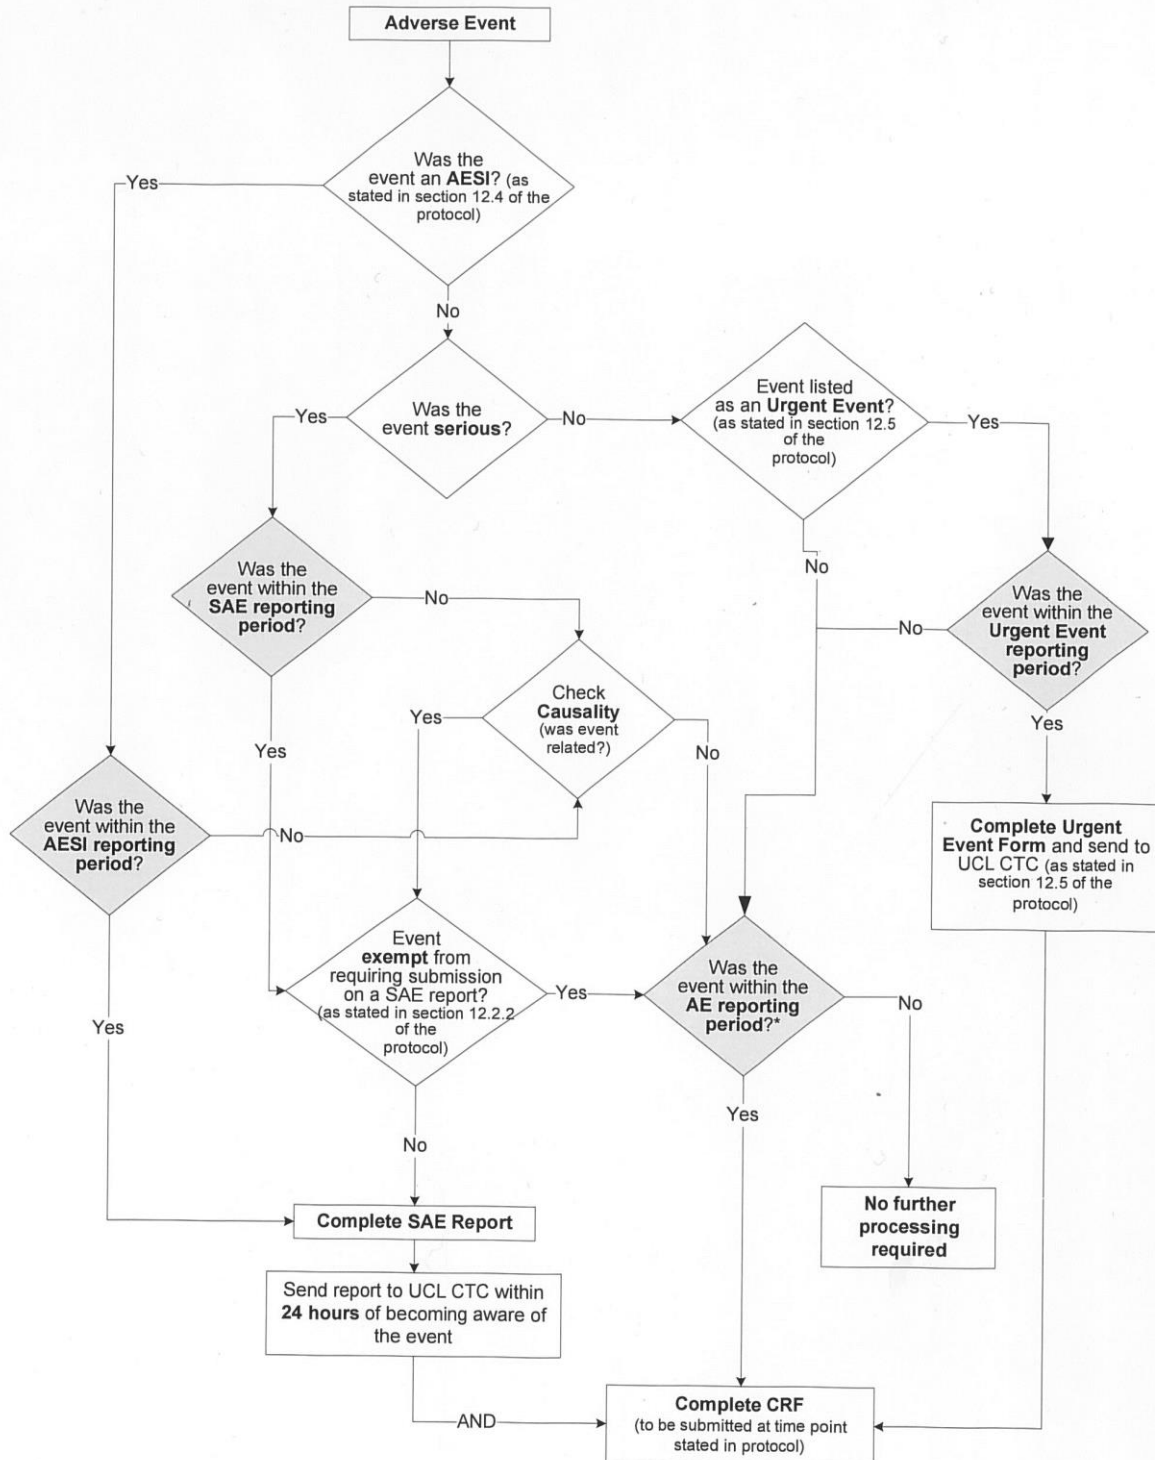 Adverse Event
Was the
event an AESI? (as
stated in section 12.4 of the
protocol)
Yes
No
Was the
event serious?
Yes
No
Event listed
as an Urgent Event?
(as stated in section 12.5
of the
protocol)
Yes
No
Was the
event within the
SAE reporting
period?
No
Yes
Was the
event within the
Urgent Event
reporting
period?
No
Yes
Check
Causality
(was event
related?)
Yes
No
Was the
event within the
AESI reporting
period?
No
Yes
Complete Urgent
Event Form and send to
UCL CTC (as stated in
section 12.5 of the
protocol)
Event
exempt from
requiring submission
on a SAE report?
(as stated in section 12.2.2
of the
protocol)
Yes
No
Was the
event within the
AE reporting
period?*
No
Yes
No further
processing
required
Complete SAE Report
Send report to UCL CTC within
24 hours of becoming aware of
the event
AND
Complete CRF
(to be submitted at time point
stated in protocol)